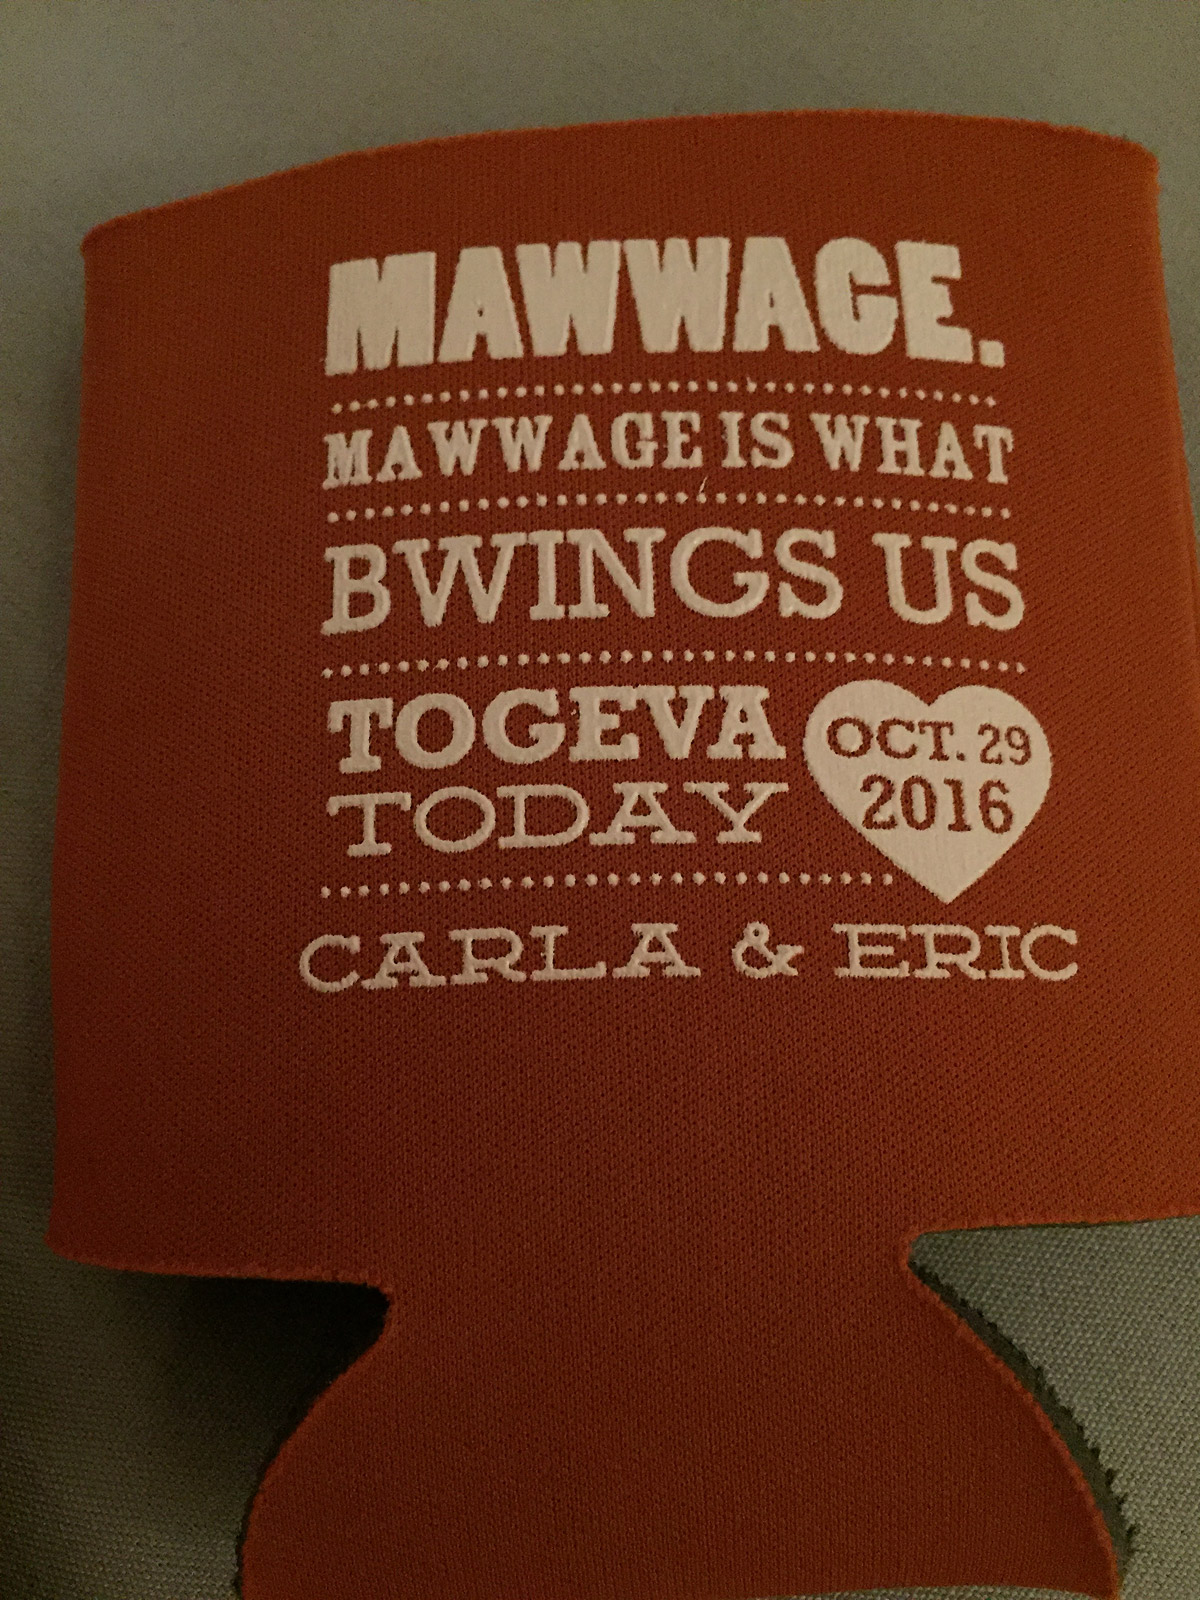 MAWWAGE.
MAWWAGE IS WHAT
BWINGS US
TOGEVA
TODAY
OCT. 29
2016
CARLA & ERIC